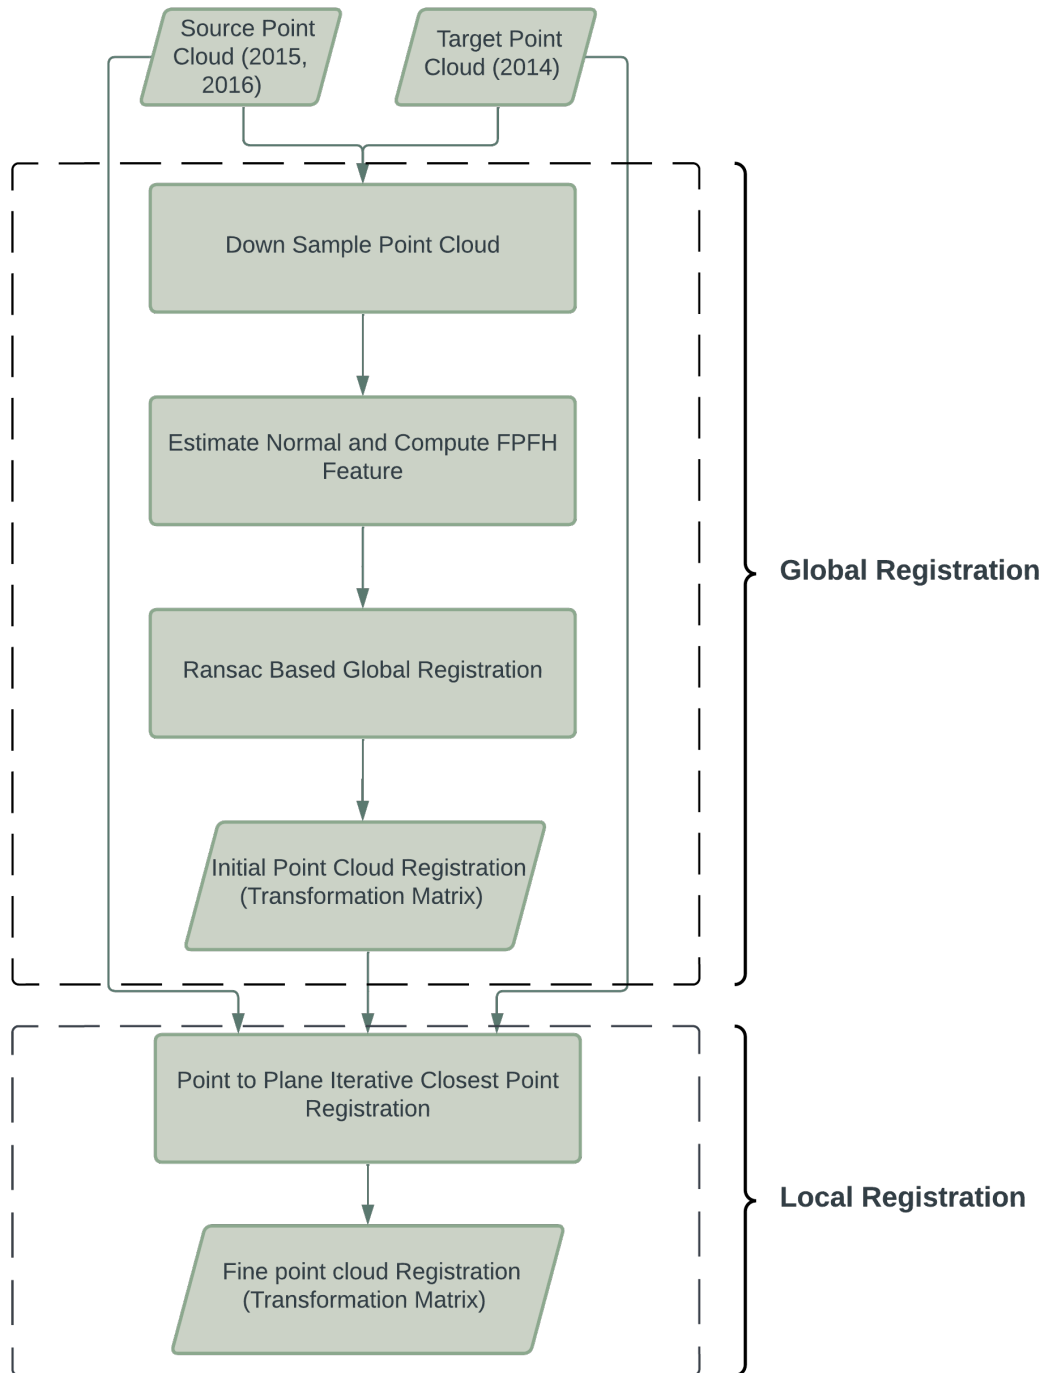 Source Point
Cloud (2015,
2016)
Target Point
Cloud (2014)
Down Sample Point Cloud
Estimate Normal and Compute FPFH
Feature
Global Registration
Ransac Based Global Registration
Initial Point Cloud Registration
(Transformation Matrix)
Point to Plane Iterative Closest Point
Registration
Local Registration
Fine point cloud Registration
(Transformation Matrix)